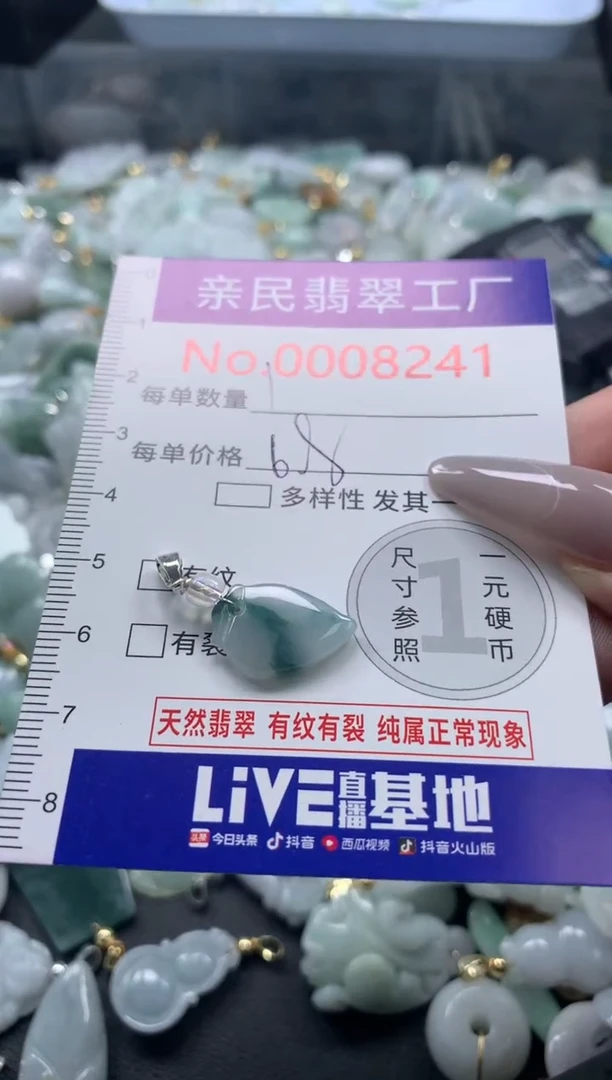 亲民翡翠工厂
No.0008241
每单数量 1
每单价格 68
多样性 发其一
有纹
有裂
尺寸参照
1
一元硬币
天然翡翠 有纹有裂 纯属正常现象
LiVE直播基地
头条 今日头条 抖音 西瓜视频 抖音火山版
1
2
3
4
5
6
7
8